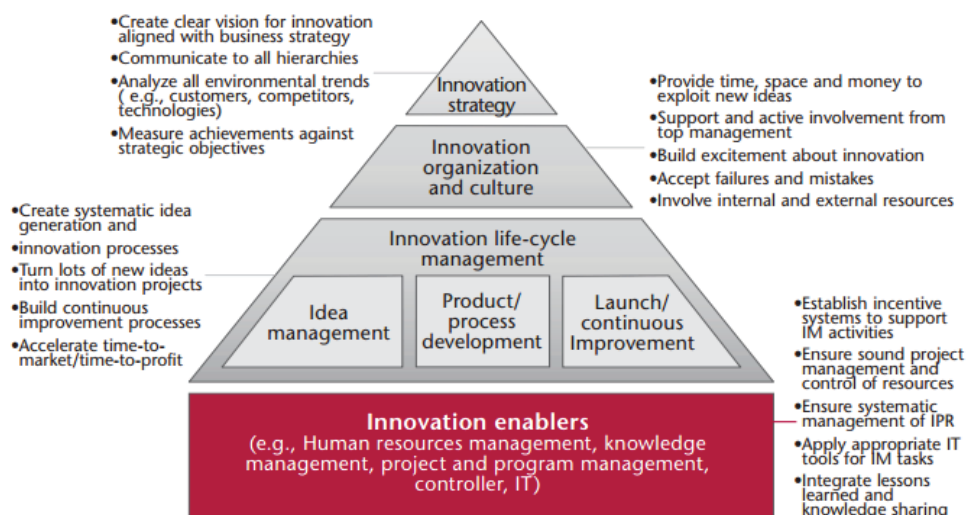 •Create clear vision for innovation
aligned with business strategy
•Communicate to all hierarchies
•Analyze all environmental trends
( e.g., customers, competitors,
technologies)
•Measure achievements against
strategic objectives
Innovation
strategy
•Provide time, space and money to
exploit new ideas
•Support and active involvement from
top management
•Build excitement about innovation
•Accept failures and mistakes
•Involve internal and external resources
Innovation
organization
and culture
•Create systematic idea
generation and
•innovation processes
•Turn lots of new ideas
into innovation projects
•Build continuous
improvement processes
•Accelerate time-to-
market/time-to-profit
Innovation life-cycle
management
Idea
management
Product/
process
development
Launch/
continuous
Improvement
•Establish incentive
systems to support
IM activities
•Ensure sound project
management and
control of resources
•Ensure systematic
management of IPR
•Apply appropriate IT
tools for IM tasks
•Integrate lessons
learned and
knowledge sharing
Innovation enablers
(e.g., Human resources management, knowledge
management, project and program management,
controller, IT)